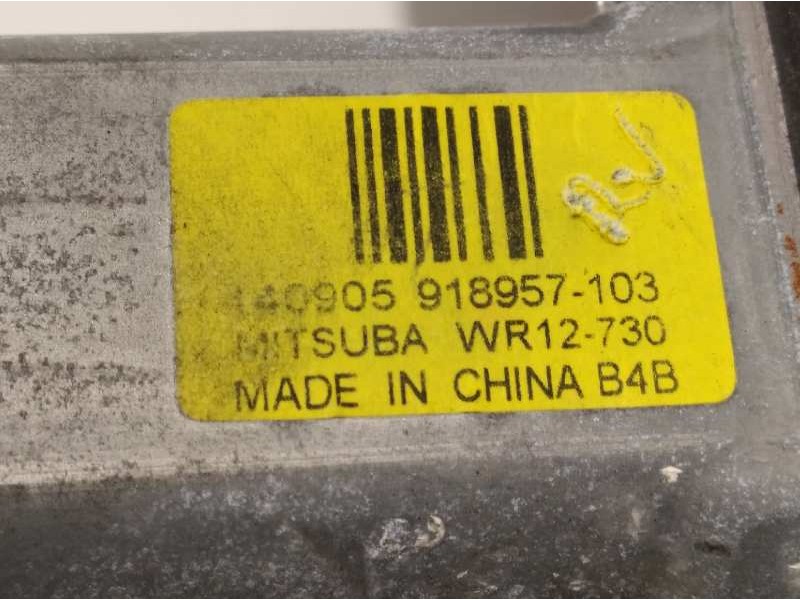 140905 918957-103
MITSUBA WR12-730
MADE IN CHINA B4B